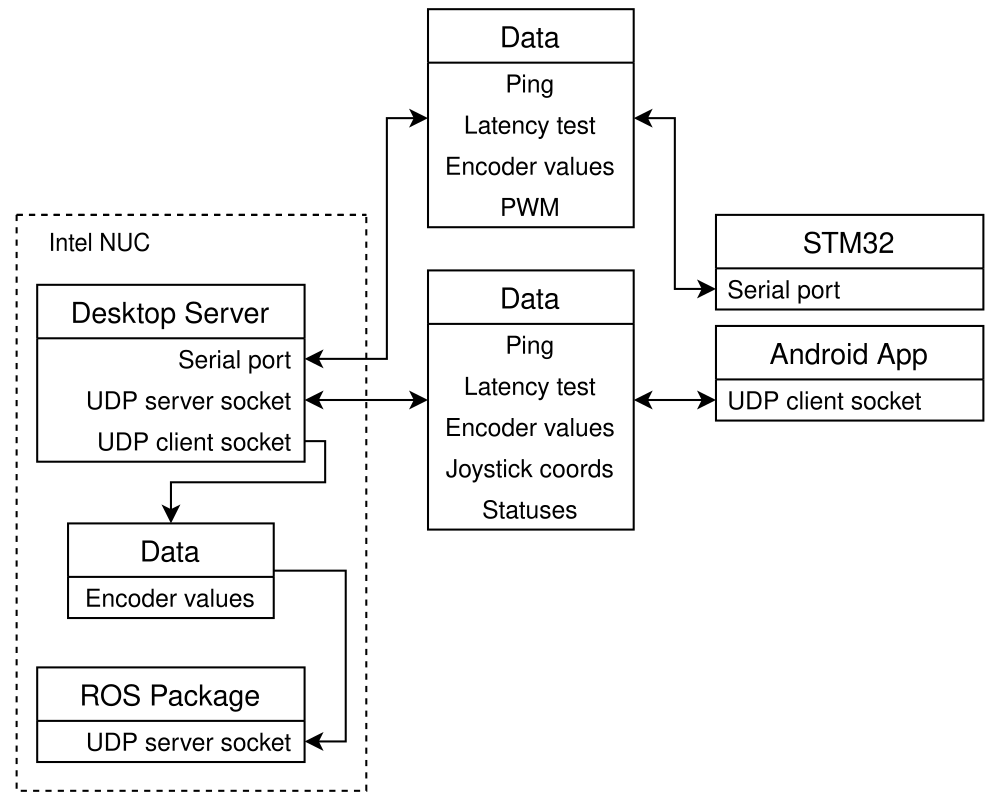 Data
Ping
Latency test
Encoder values
PWM
Intel NUC
Desktop Server
Serial port
UDP server socket
UDP client socket
Data
Ping
Latency test
Encoder values
Joystick coords
Statuses
STM32
Serial port
Android App
UDP client socket
Data
Encoder values
ROS Package
UDP server socket